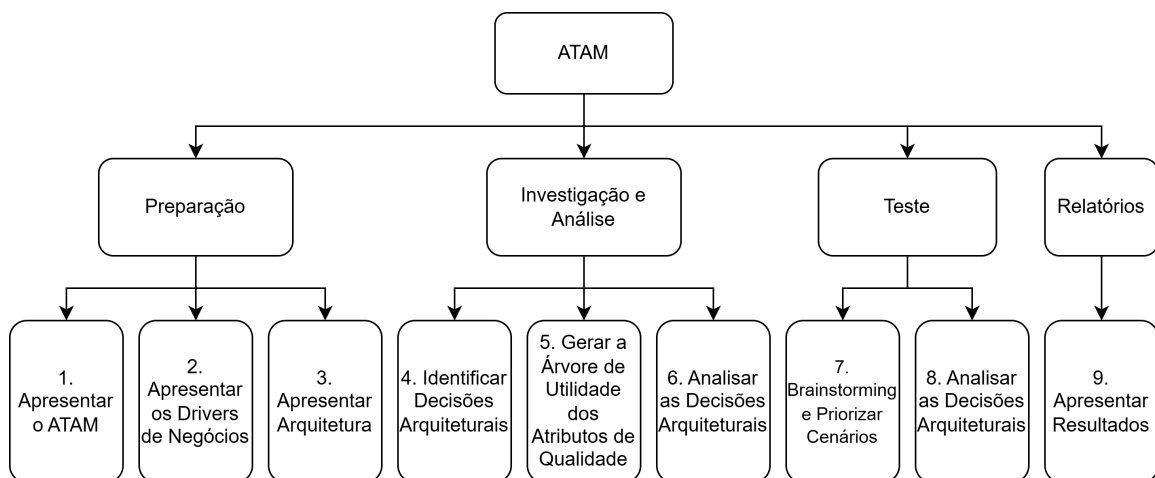 ATAM
Preparação
Investigação e
Análise
Teste
Relatórios
1.
Apresentar
o ATAM
2.
Apresentar
os Drivers
de Negócios
3.
Apresentar
Arquitetura
4. Identificar
Decisões
Arquiteturais
5. Gerar a
Árvore de
Utilidade
dos
Atributos de
Qualidade
6. Analisar
as Decisões
Arquiteturais
7.
Brainstorming
e Priorizar
Cenários
8. Analisar
as Decisões
Arquiteturais
9.
Apresentar
Resultados